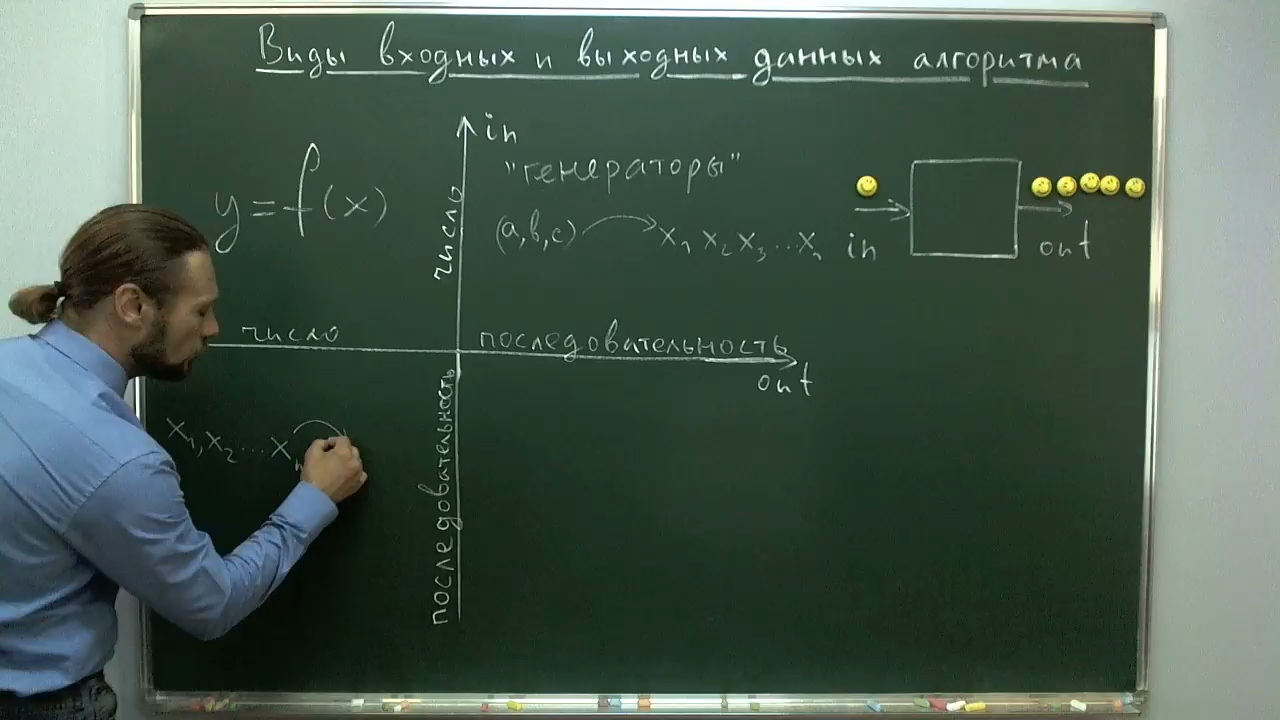 Виды входных и выходных данных алгоритма
in
"генераторы"
y = f(x)
число
(a,b,c) x₁ x₂ x₃ ... xₙ
in
out
число
последовательность
out
последовательность
x₁, x₂ ... xₙ